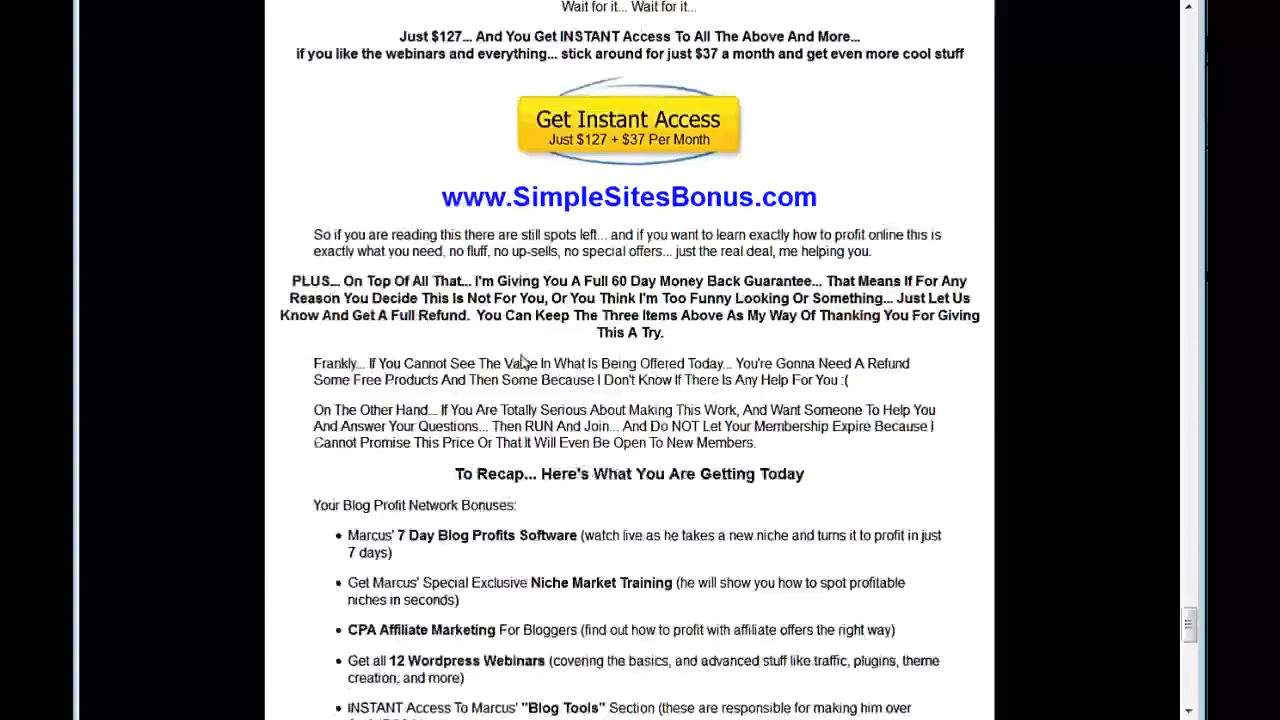 Wait for it... Wait for it...
Just $127... And You Get INSTANT Access To All The Above And More...
if you like the webinars and everything... stick around for just $37 a month and get even more cool stuff
Get Instant Access
Just $127 + $37 Per Month
www.SimpleSitesBonus.com
So if you are reading this there are still spots left... and if you want to learn exactly how to profit online this is
exactly what you need, no fluff, no up-sells, no special offers... just the real deal, me helping you.
PLUS... On Top Of All That... I'm Giving You A Full 60 Day Money Back Guarantee... That Means If For Any
Reason You Decide This Is Not For You, Or You Think I'm Too Funny Looking Or Something... Just Let Us
Know And Get A Full Refund. You Can Keep The Three Items Above As My Way Of Thanking You For Giving
This A Try.
Frankly... If You Cannot See The Value In What Is Being Offered Today... You're Gonna Need A Refund
Some Free Products And Then Some Because I Don't Know If There Is Any Help For You :(
On The Other Hand... If You Are Totally Serious About Making This Work, And Want Someone To Help You
And Answer Your Questions... Then RUN And Join... And Do NOT Let Your Membership Expire Because I
Cannot Promise This Price Or That It Will Even Be Open To New Members.
To Recap... Here's What You Are Getting Today
Your Blog Profit Network Bonuses:
• Marcus' 7 Day Blog Profits Software (watch live as he takes a new niche and turns it to profit in just
7 days)
• Get Marcus' Special Exclusive Niche Market Training (he will show you how to spot profitable
niches in seconds)
• CPA Affiliate Marketing For Bloggers (find out how to profit with affiliate offers the right way)
• Get all 12 Wordpress Webinars (covering the basics, and advanced stuff like traffic, plugins, theme
creation, and more)
• INSTANT Access To Marcus' "Blog Tools" Section (these are responsible for making him over